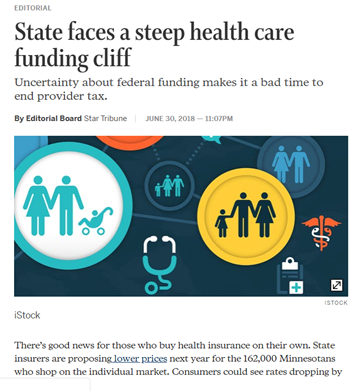 EDITORIAL
State faces a steep health care
funding cliff
Uncertainty about federal funding makes it a bad time to
end provider tax.
By Editorial Board Star Tribune | JUNE 30, 2018 — 11:07PM
ISTOCK
iStock
There's good news for those who buy health insurance on their own. State
insurers are proposing lower prices next year for the 162,000 Minnesotans
who shop on the individual market. Consumers could see rates dropping by